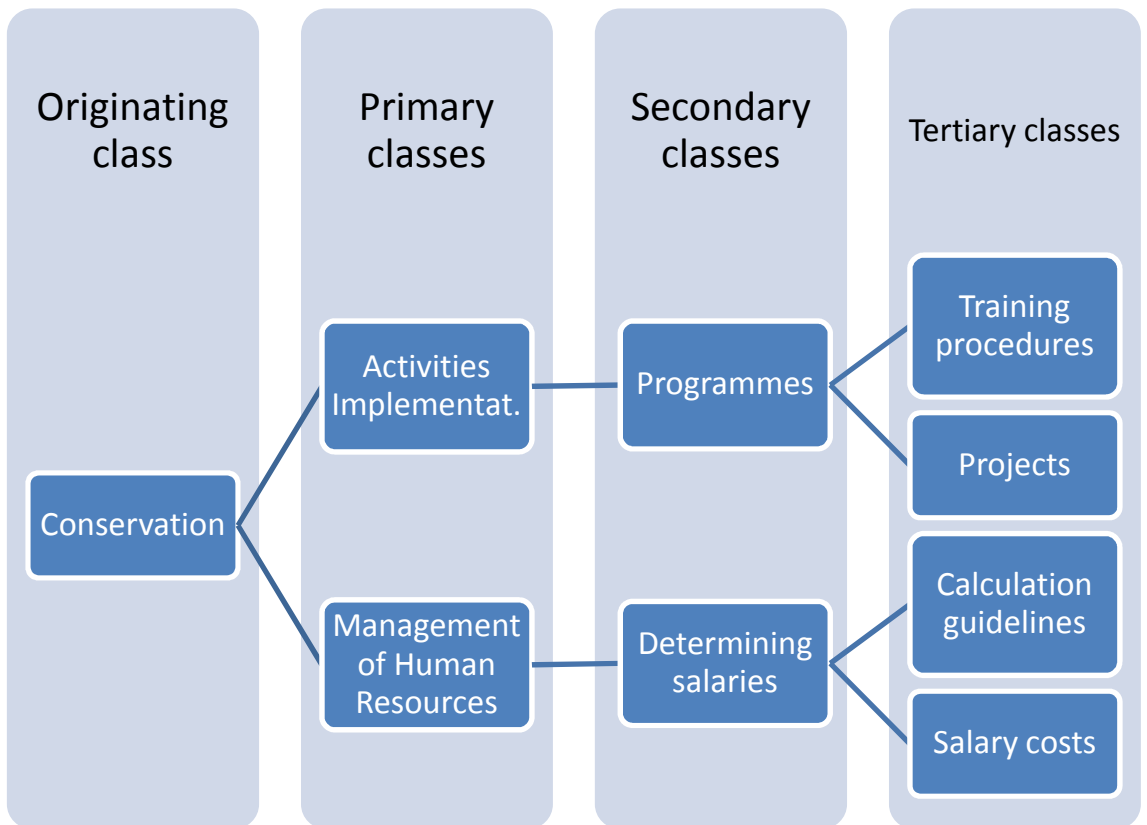 Originating
class
Primary
classes
Secondary
classes
Tertiary classes
Conservation
Activities
Implementat.
Management
of Human
Resources
Programmes
Determining
salaries
Training
procedures
Projects
Calculation
guidelines
Salary costs